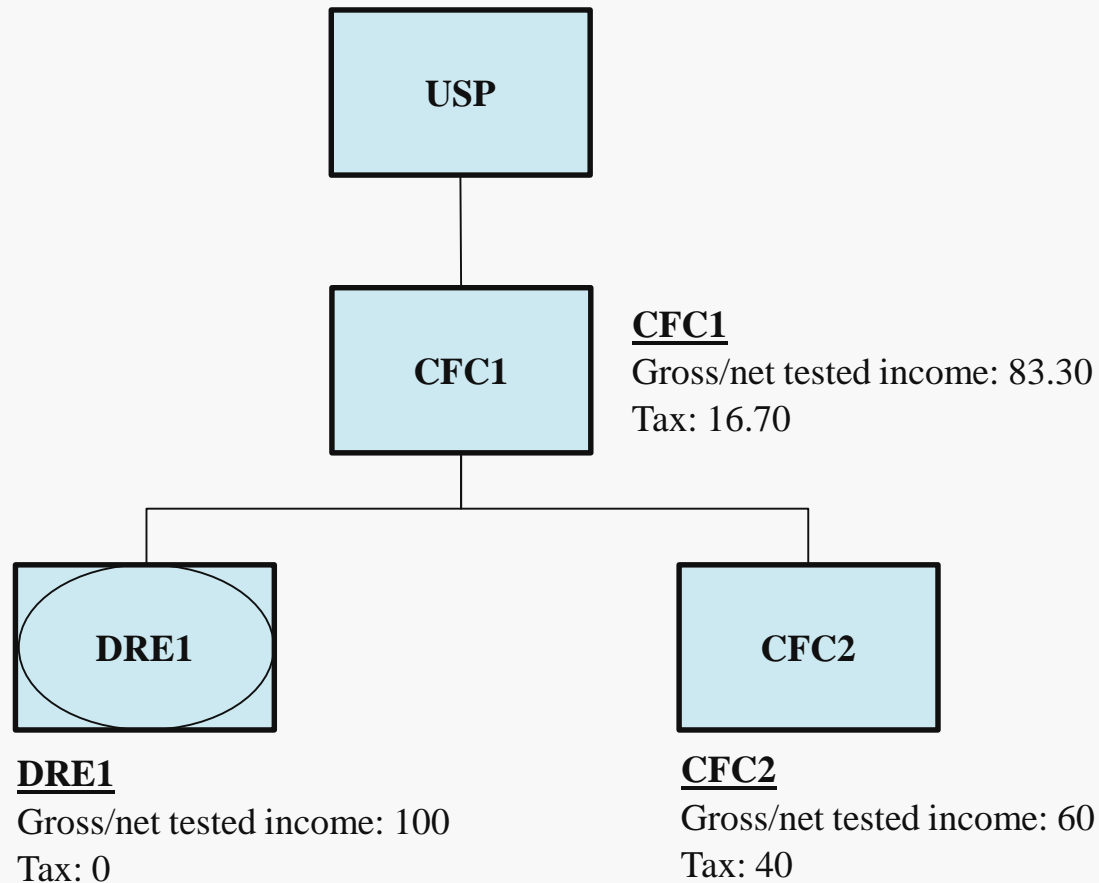 USP
CFC1
CFC1
Gross/net tested income: 83.30
Tax: 16.70
DRE1
CFC2
DRE1
Gross/net tested income: 100
Tax: 0
CFC2
Gross/net tested income: 60
Tax: 40